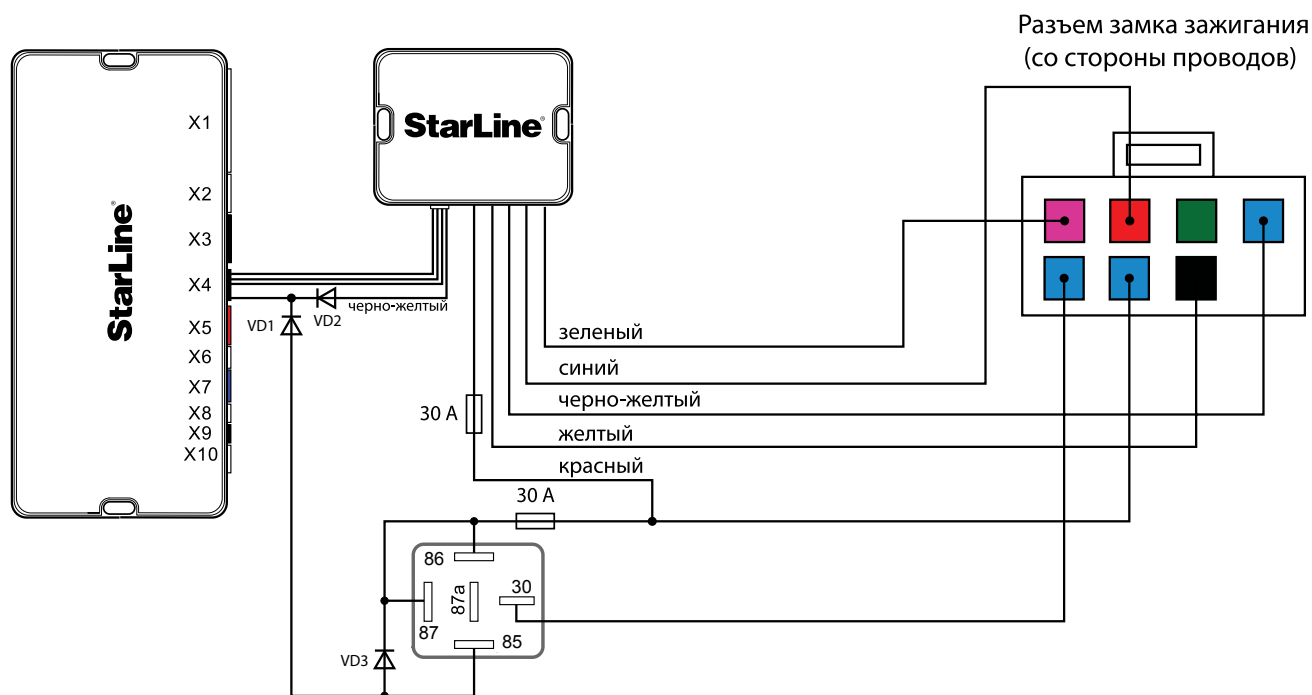 Разъем замка зажигания
(со стороны проводов)
StarLine
StarLine
X1
X2
X3
X4
X5
X6
X7
X8
X9
X10
VD1
VD2
черно-желтый
зеленый
синий
черно-желтый
30 А
желтый
красный
30 А
86
87а
30
87
85
VD3